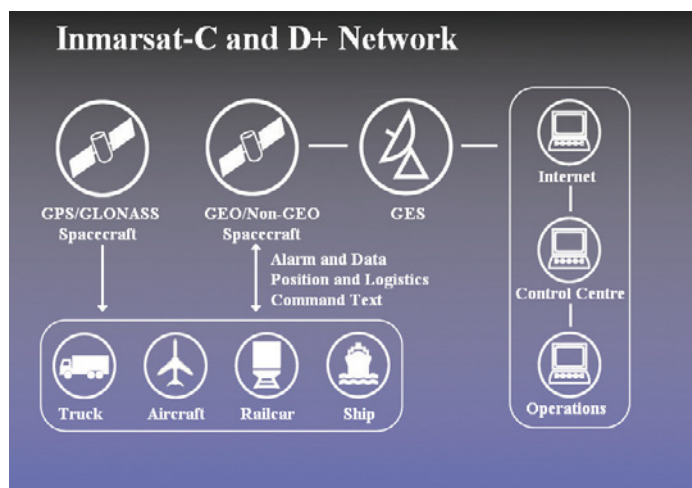 Inmarsat-C and D+ Network
GPS/GLONASS
Spacecraft
GEO/Non-GEO
Spacecraft
GES
Internet
Alarm and Data
Position and Logistics
Command Text
Control Centre
Truck
Aircraft
Railcar
Ship
Operations